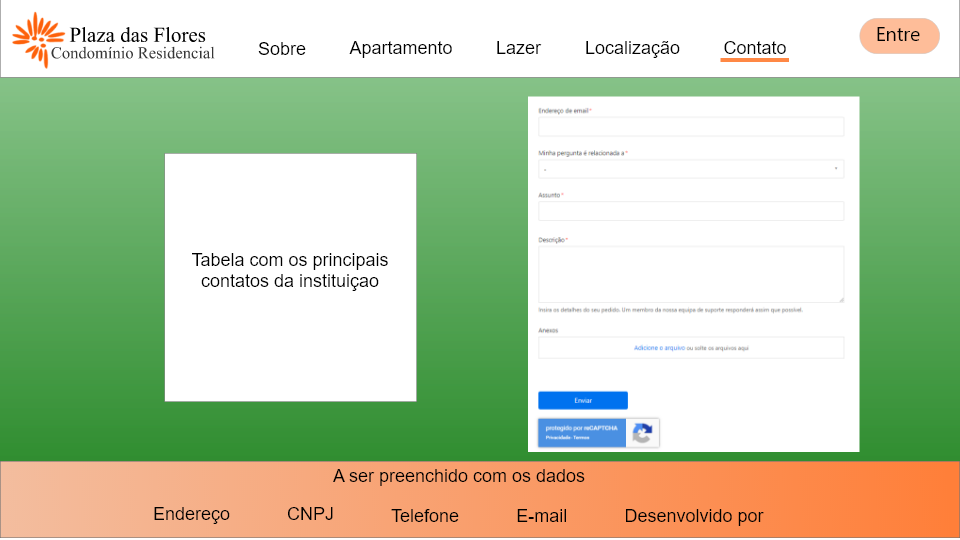 Plaza das Flores
Condomínio Residencial
Sobre
Apartamento
Lazer
Localização
Contato
Entre
Tabela com os principais
contatos da instituiçao
Endereço de email*
Minha pergunta é relacionada a*
-
Assunto*
Descrição*
Insira os detalhes do seu pedido. Um membro da nossa equipa de suporte responderá assim que possível.
Anexos
Adicione o arquivo ou solte os arquivos aqui
Enviar
protegido por reCAPTCHA
Privacidade - Termos
A ser preenchido com os dados
Endereço
CNPJ
Telefone
E-mail
Desenvolvido por